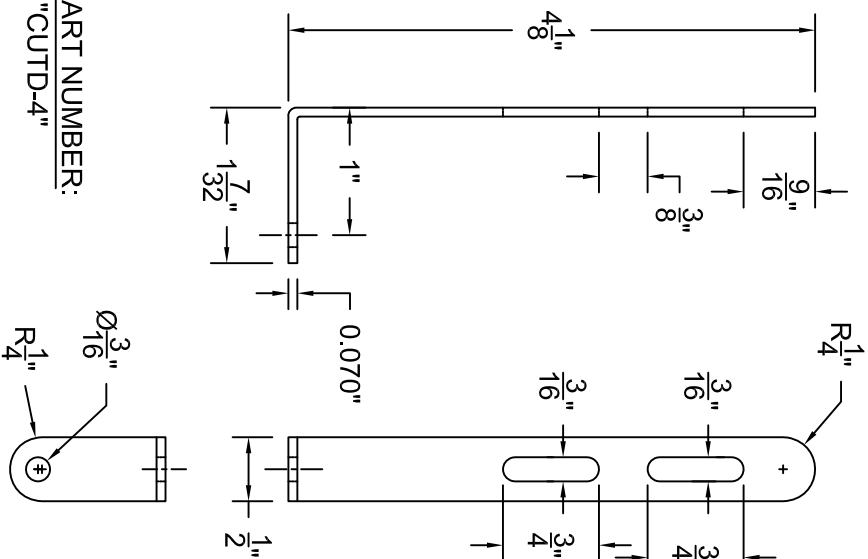 4 1/8"
9/16"
3/8"
1"
1 7/32"
0.070"
R1/4"
3/16"
3/16"
3/4"
3/4"
1/2"
Ø3/16"
R1/4"
ART NUMBER:
"CUTD-4"